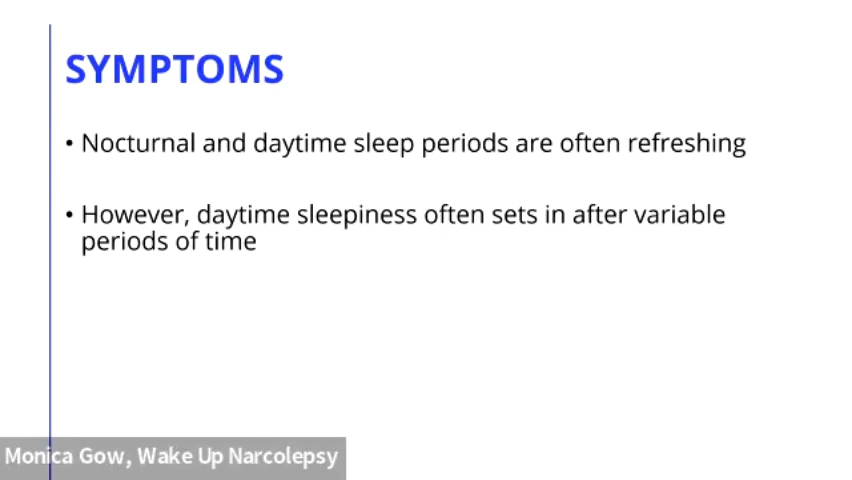 SYMPTOMS
• Nocturnal and daytime sleep periods are often refreshing
• However, daytime sleepiness often sets in after variable
periods of time
Monica Gow, Wake Up Narcolepsy